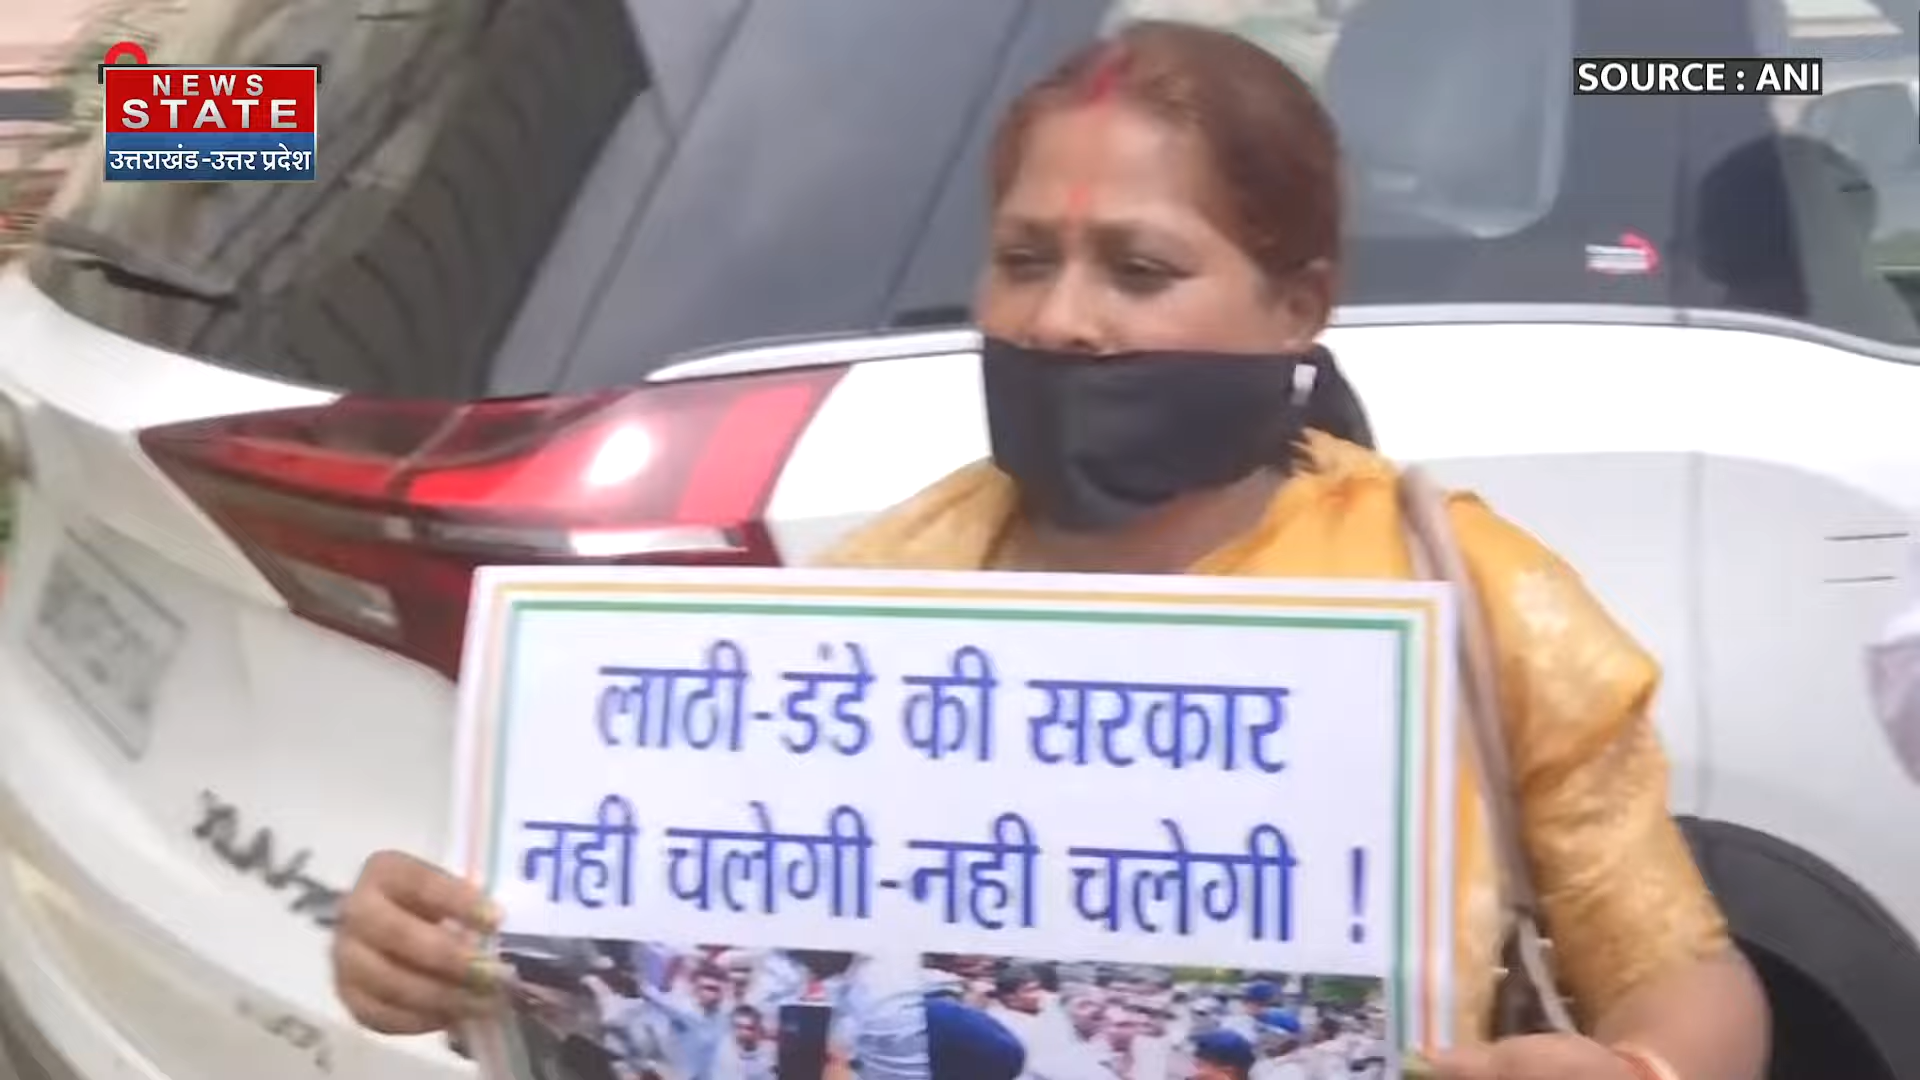 NEWS
STATE
उत्तराखंड-उत्तर प्रदेश
SOURCE : ANI
लाठी-डंडे की सरकार
नही चलेगी-नही चलेगी !